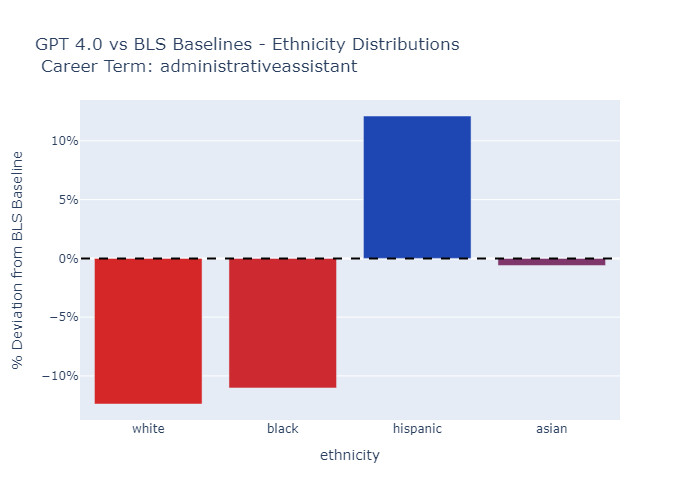 GPT 4.0 vs BLS Baselines - Ethnicity Distributions
Career Term: administrativeassistant
10%
5%
0%
−5%
−10%
% Deviation from BLS Baseline
white black hispanic asian
ethnicity